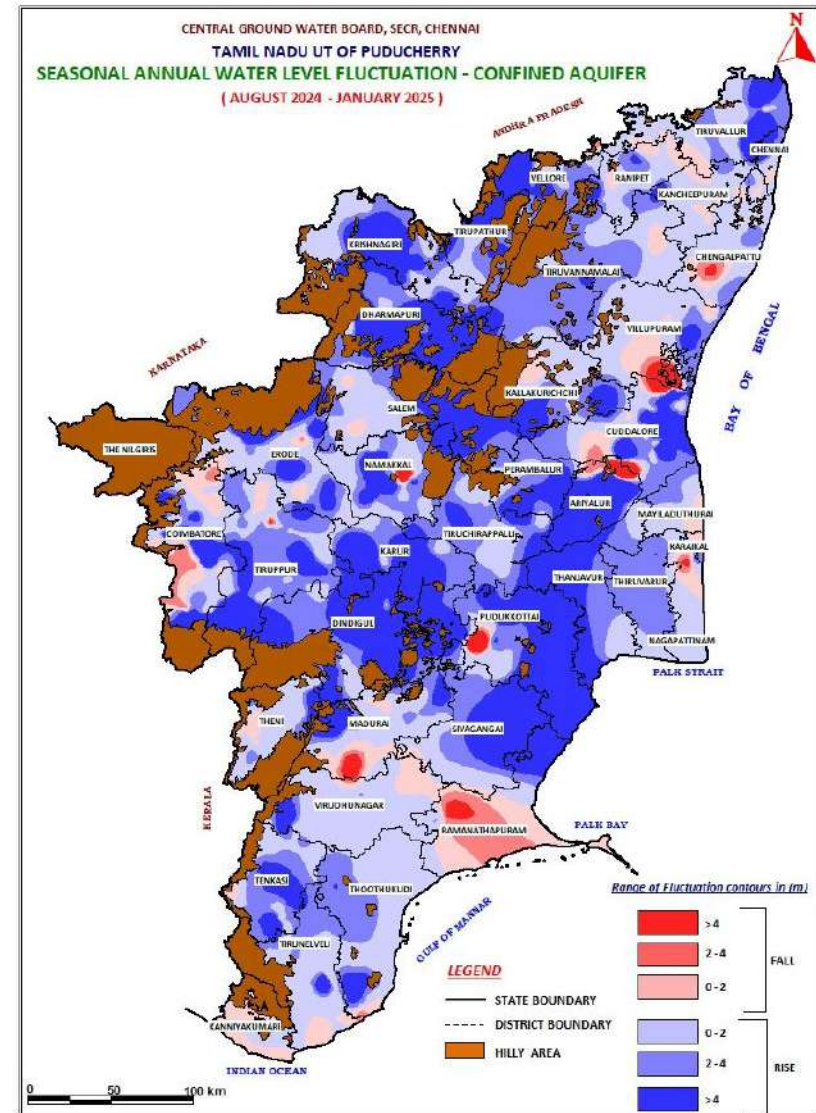 CENTRAL GROUND WATER BOARD, SECR, CHENNAI
TAMIL NADU UT OF PUDUCHERRY
SEASONAL ANNUAL WATER LEVEL FLUCTUATION - CONFINED AQUIFER
( AUGUST 2024 - JANUARY 2025 )
N
ANDHRA PRADESH
TIRUVALLUR
CHENNAI
VELLORE
RANIPET
KANCHEEPURAM
TIRUPATHUR
KRISHNAGIRI
CHENGALPATTU
TIRUVANNAMALAI
DHARMAPURI
VILLUPURAM
BAY OF BENGAL
KARNATAKA
KALLAKURICHCHI
SALEM
CUDDALORE
THE NILGIRIS
ERODE
NAMAKKAL
PERAMBALUR
ARIYALUR
MAYILADUTHURAI
COIMBATORE
TIRUCHIRAPPALLI
KARAIKAL
KARUR
TIRUPPUR
THANJAVUR
THIRUVARUR
PUDUKKOTTAI
DINDIGUL
NAGAPATTINAM
PALK STRAIT
THENI
MADURAI
SIVAGANGAI
KERALA
VIRUDHUNAGAR
RAMANATHAPURAM
PALK BAY
TENKASI
THOOTHUKUDI
GULF OF MANNAR
TIRUNELVELI
KANNIYAKUMARI
INDIAN OCEAN
0 50 100 km
LEGEND
STATE BOUNDARY
DISTRICT BOUNDARY
HILLY AREA
Range of Fluctuation contours in (m)
>4
2-4
0-2
FALL
0-2
2-4
>4
RISE